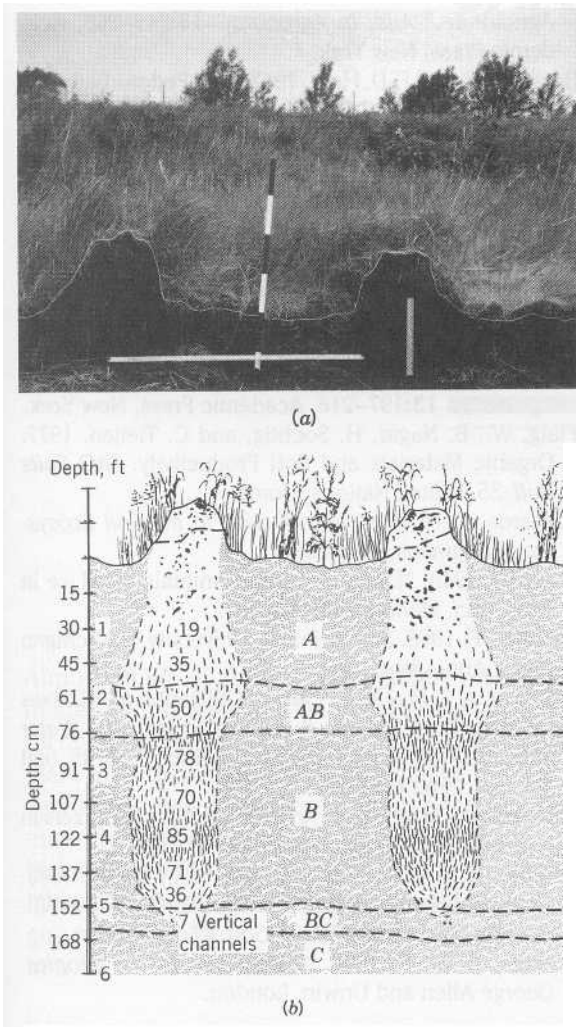 (a)
Depth, ft
Depth, cm
15
30 1 19 A
45 35
61 2 50 AB
76
91 3 78
107 70 B
122 4 85
137 71
36
152 5 7 Vertical BC
168 channels C
6
(b)